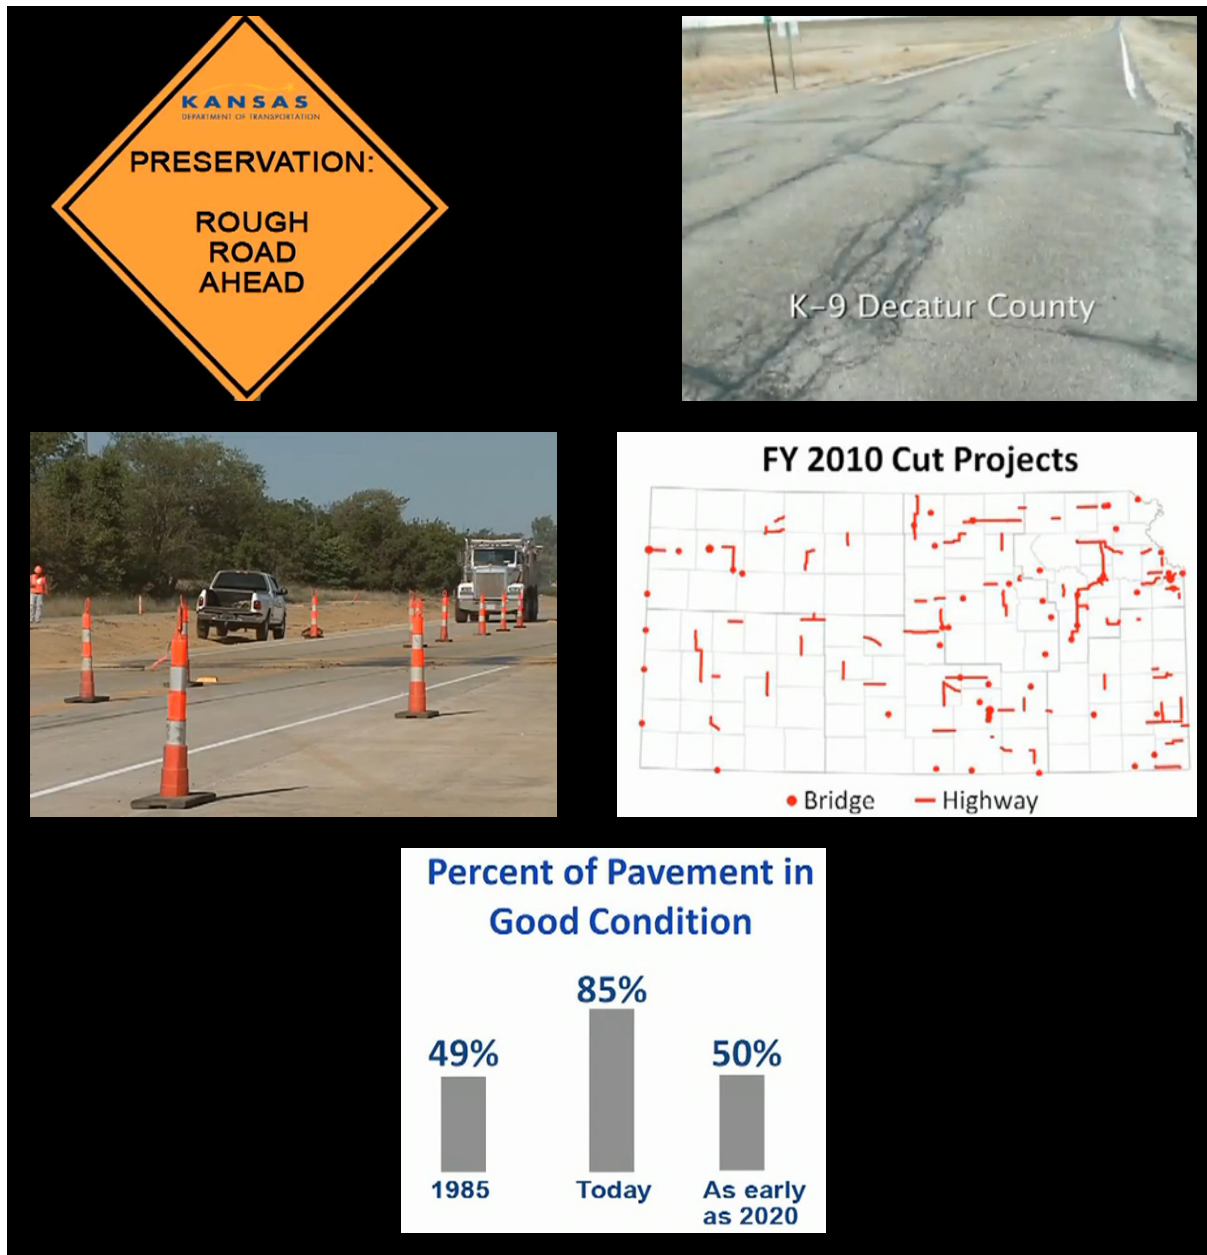 KANSAS
DEPARTMENT OF TRANSPORTATION
PRESERVATION:
ROUGH
ROAD
AHEAD
K-9 Decatur County
FY 2010 Cut Projects
Bridge
Highway
Percent of Pavement in
Good Condition
49%
85%
50%
1985
Today
As early
as 2020